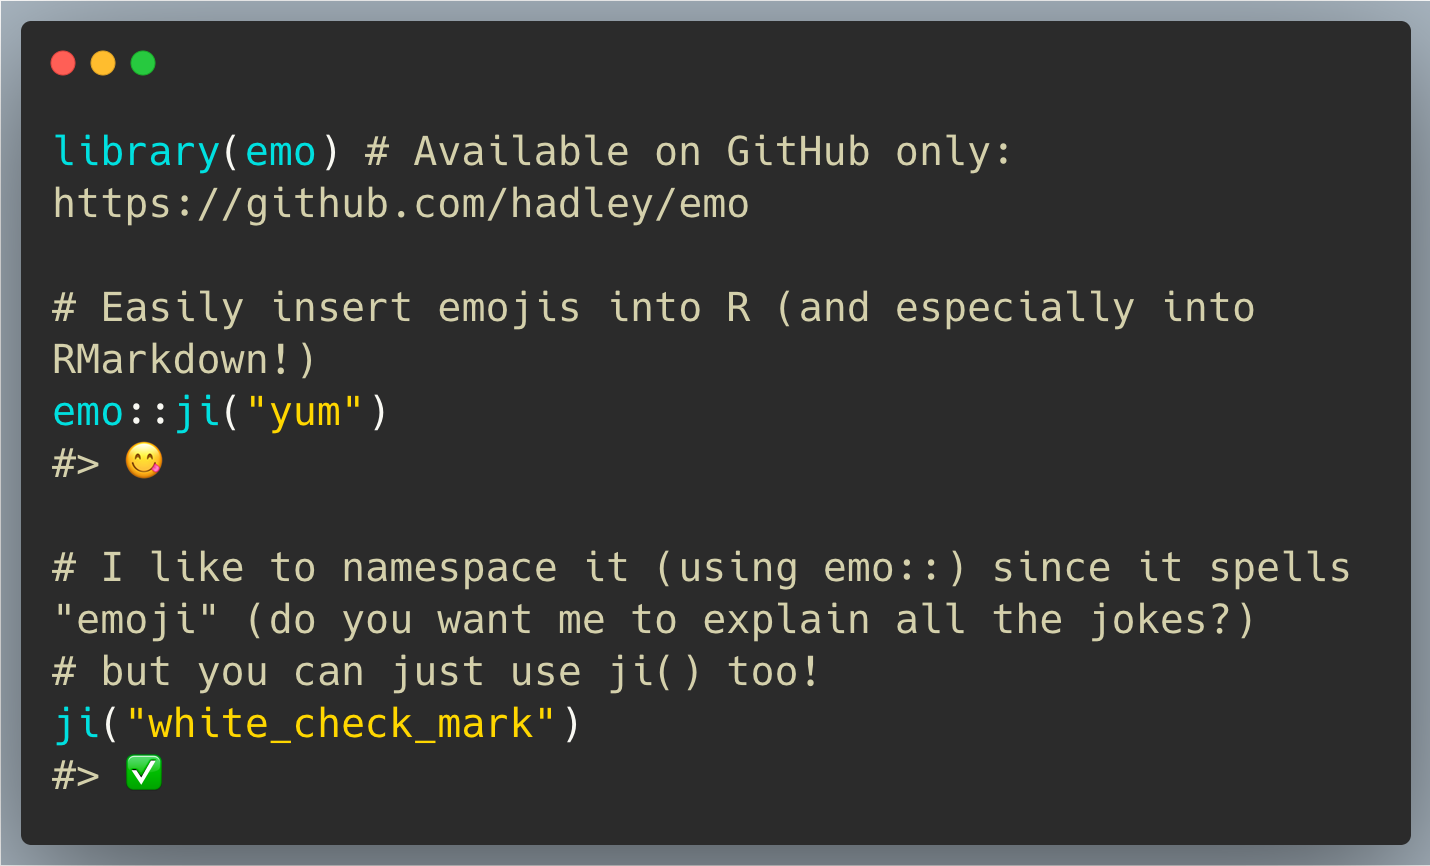 library(emo) # Available on GitHub only:
https://github.com/hadley/emo
# Easily insert emojis into R (and especially into
RMarkdown!)
emo::ji("yum")
#> 😋
# I like to namespace it (using emo::) since it spells
"emoji" (do you want me to explain all the jokes?)
# but you can just use ji() too!
ji("white_check_mark")
#> ✅